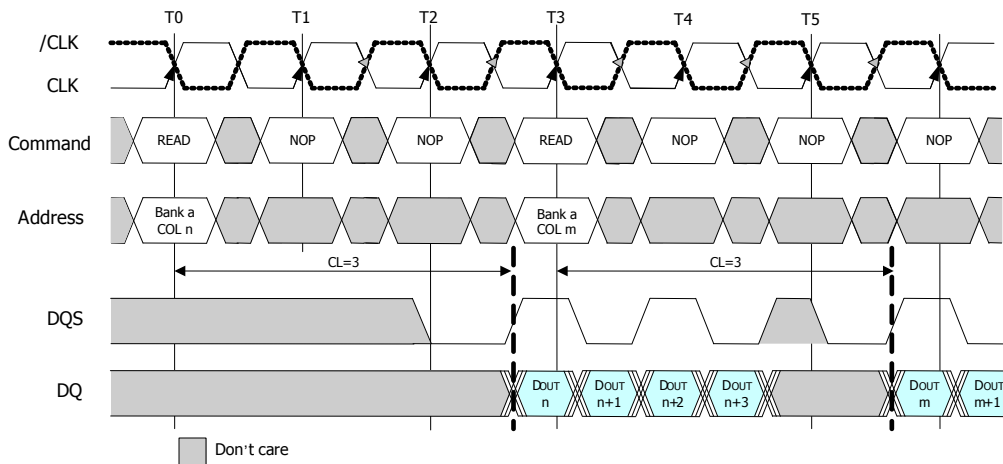 T0 T1 T2 T3 T4 T5
/CLK
CLK
Command READ NOP NOP READ NOP NOP NOP
Address Bank a COL n Bank a COL m
CL=3 CL=3
DQS
DQ DOUT n DOUT n+1 DOUT n+2 DOUT n+3 DOUT m DOUT m+1
Don't care